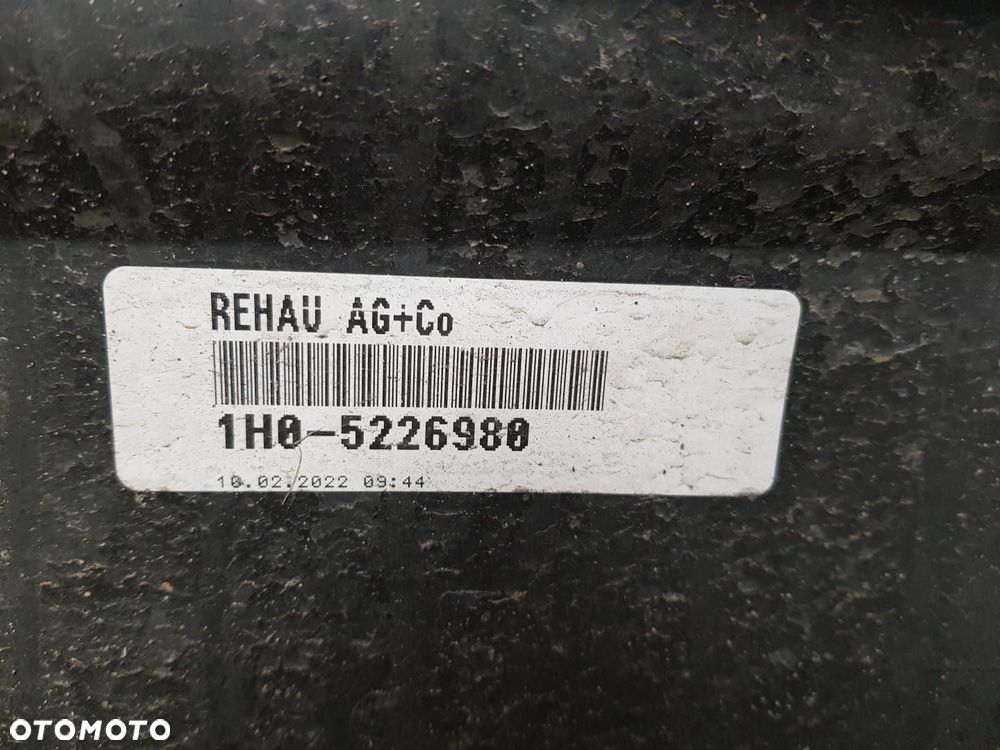 REHAU AG+Co
1H0-5226980
10.02.2022 09:44
OTOMOTO